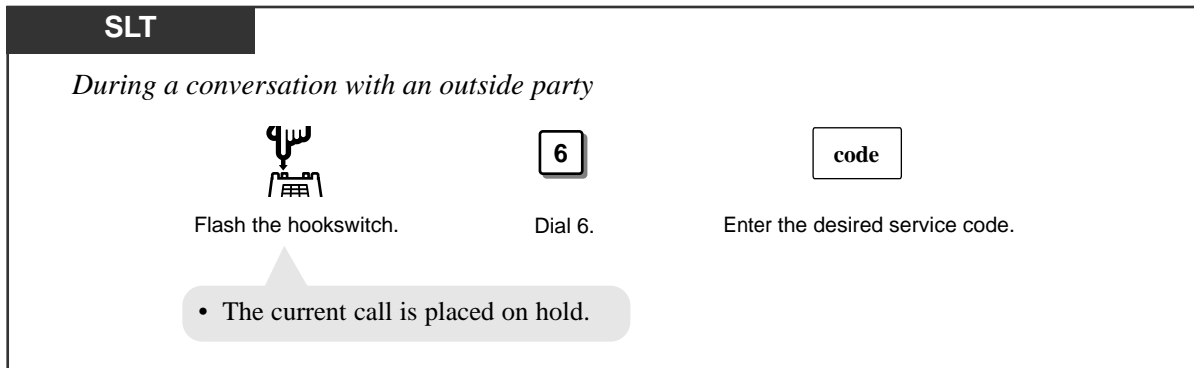 SLT
During a conversation with an outside party
6
code
Flash the hookswitch.
Dial 6.
Enter the desired service code.
• The current call is placed on hold.